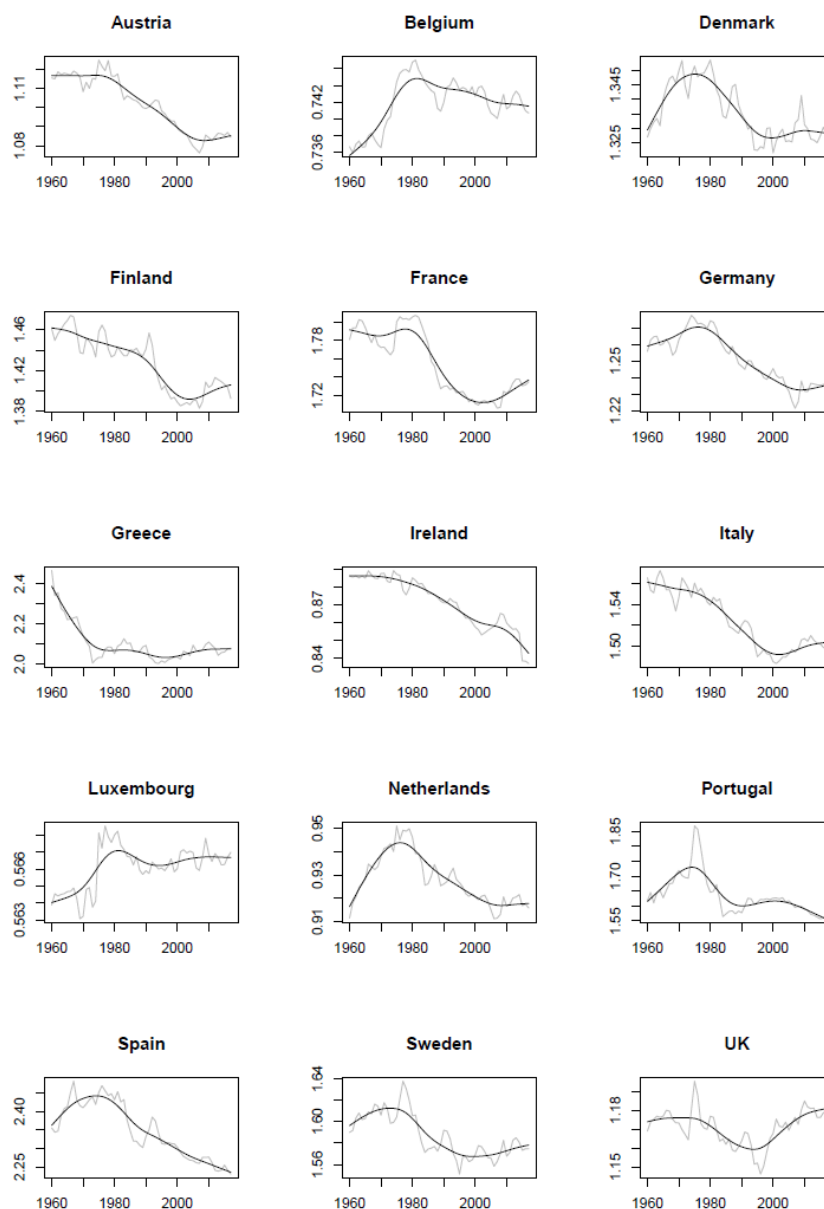 Austria
1.11
1.08
1960 1980 2000
Belgium
0.742
0.736
1960 1980 2000
Denmark
1.345
1.325
1960 1980 2000
Finland
1.46
1.42
1.38
1960 1980 2000
France
1.78
1.72
1960 1980 2000
Germany
1.25
1.22
1960 1980 2000
Greece
2.4
2.2
2.0
1960 1980 2000
Ireland
0.87
0.84
1960 1980 2000
Italy
1.54
1.50
1960 1980 2000
Luxembourg
0.566
0.563
1960 1980 2000
Netherlands
0.95
0.93
0.91
1960 1980 2000
Portugal
1.85
1.70
1.55
1960 1980 2000
Spain
2.40
2.25
1960 1980 2000
Sweden
1.64
1.60
1.56
1960 1980 2000
UK
1.18
1.15
1960 1980 2000